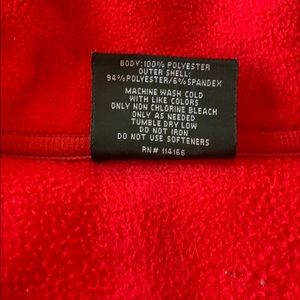 BODY: 100% POLYESTER
OUTER SHELL:
94% POLYESTER/6% SPANDEX
MACHINE WASH COLD
WITH LIKE COLORS
ONLY NON CHLORINE BLEACH
ONLY AS NEEDED
TUMBLE DRY LOW
DO NOT IRON
DO NOT USE SOFTENERS
RN# 114166